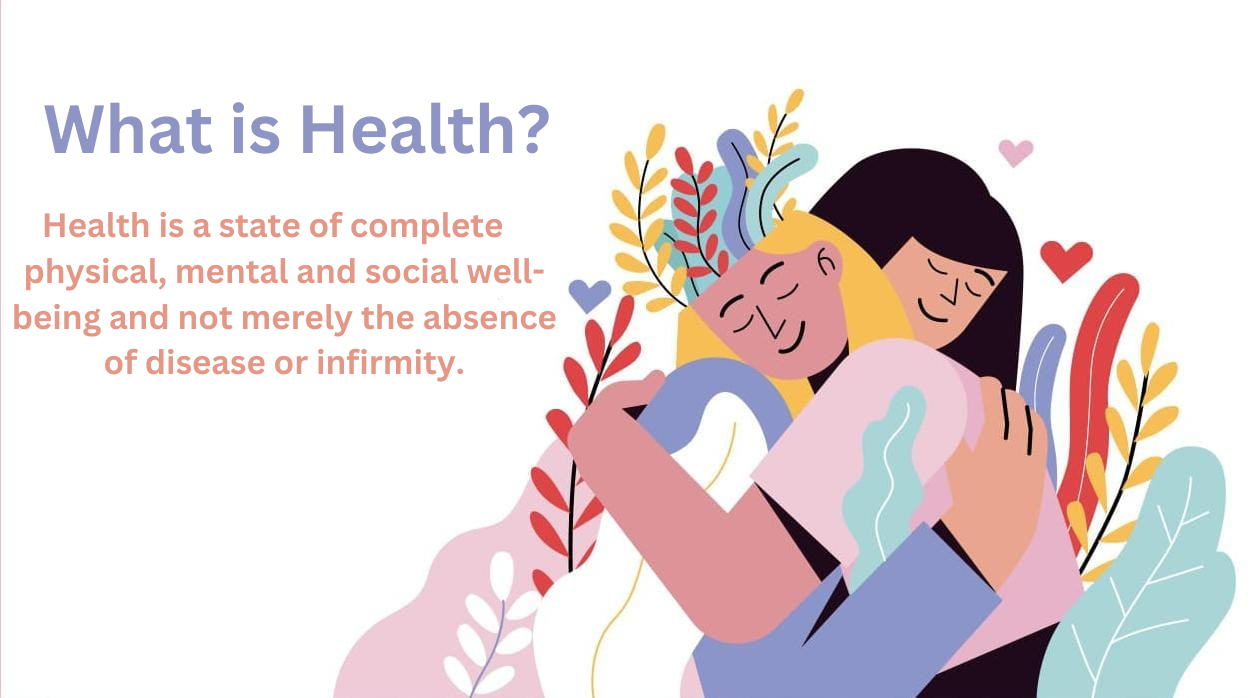 What is Health?
Health is a state of complete
physical, mental and social well-
being and not merely the absence
of disease or infirmity.